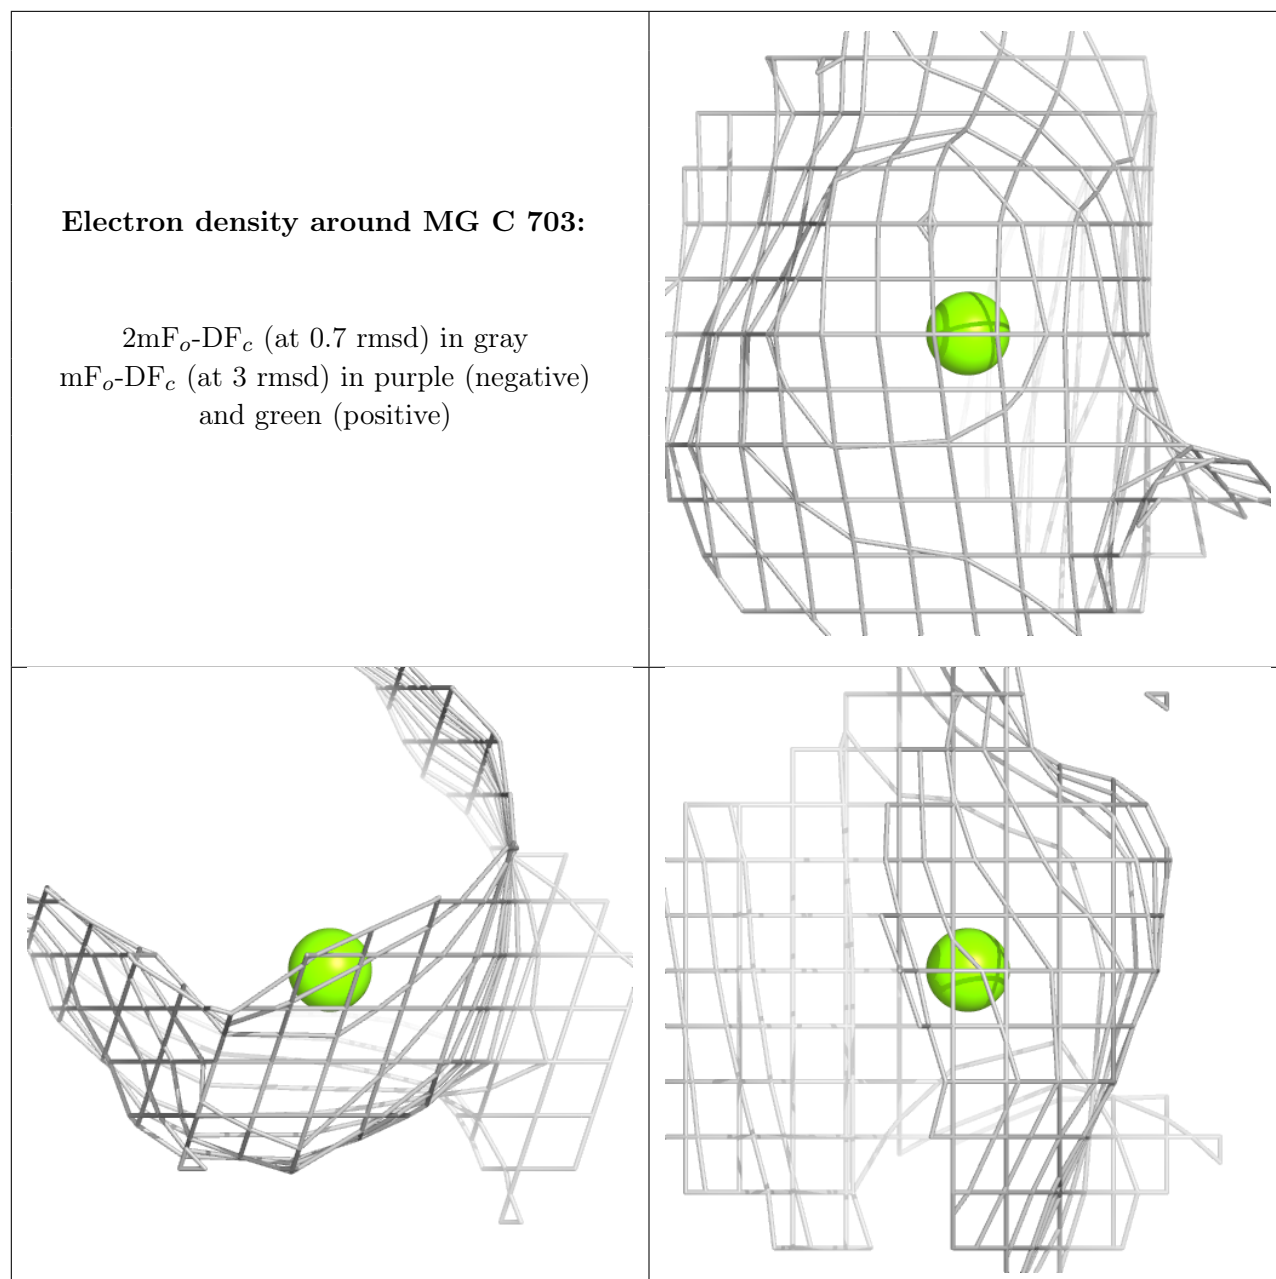 Electron density around MG C 703:
2mFo-DFc (at 0.7 rmsd) in gray
mFo-DFc (at 3 rmsd) in purple (negative)
and green (positive)